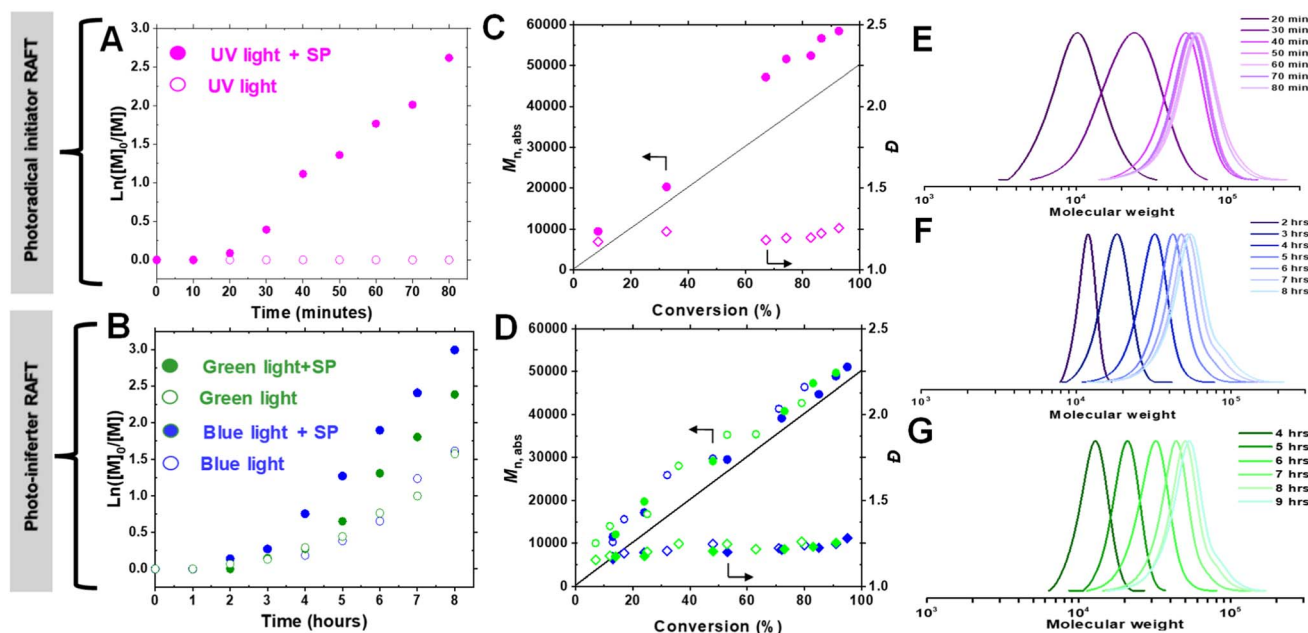 Photoradical initiator RAFT
A
3.0
2.5
2.0
1.5
1.0
0.5
0.0
Ln([M]0/[M])
UV light + SP
UV light
0 10 20 30 40 50 60 70 80
Time (minutes)
C
60000
50000
40000
30000
20000
10000
0
Mn, abs
2.5
2.0
1.5
1.0
Đ
0 20 40 60 80 100
Conversion (%)
E
20 min
30 min
40 min
50 min
60 min
70 min
80 min
10³ 10⁴ 10⁵
Molecular weight
Photo-iniferter RAFT
B
3.0
2.5
2.0
1.5
1.0
0.5
0.0
Ln([M]0/[M])
Green light+SP
Green light
Blue light + SP
Blue light
0 1 2 3 4 5 6 7 8
Time (hours)
D
60000
50000
40000
30000
20000
10000
0
Mn, abs
2.5
2.0
1.5
1.0
Đ
0 20 40 60 80 100
Conversion (%)
F
2 hrs
3 hrs
4 hrs
5 hrs
6 hrs
7 hrs
8 hrs
10³ 10⁴ 10⁵
Molecular weight
G
4 hrs
5 hrs
6 hrs
7 hrs
8 hrs
9 hrs
10³ 10⁴ 10⁵
Molecular weight